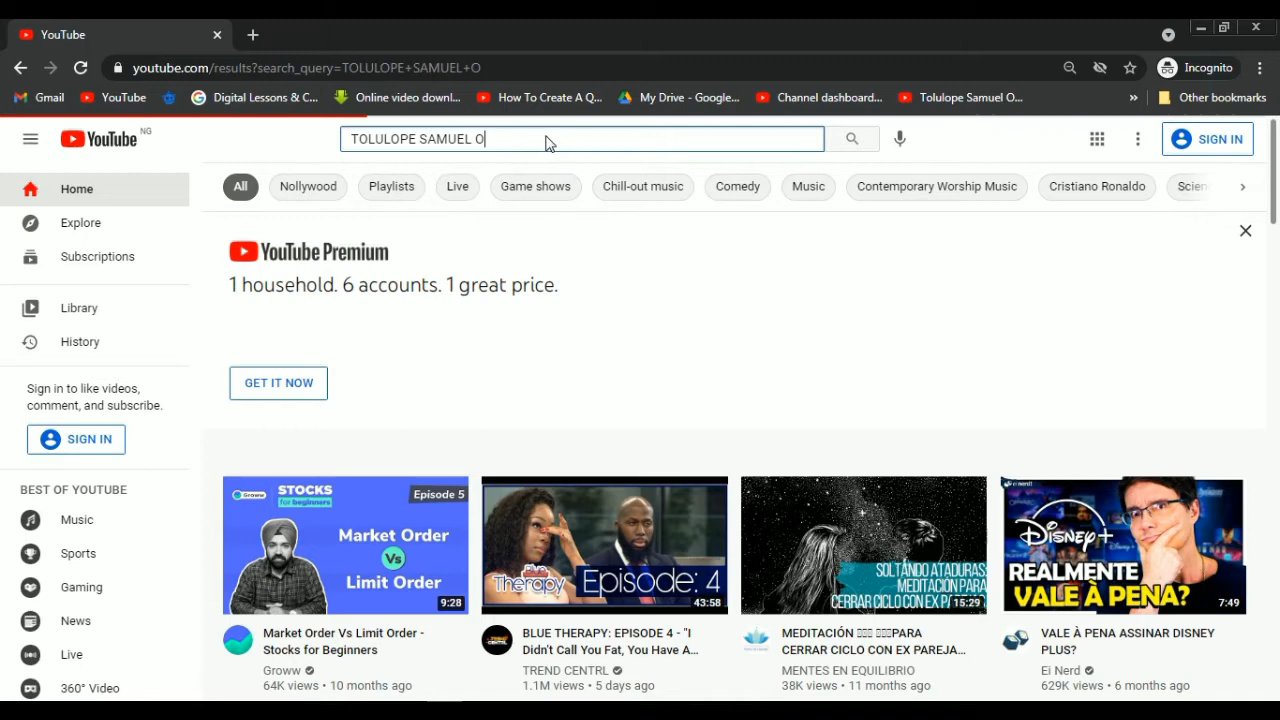 YouTube
youtube.com/results?search_query=TOLULOPE+SAMUEL+O
Incognito
Gmail
YouTube
Digital Lessons & C...
Online video downl...
How To Create A Q...
My Drive - Google...
Channel dashboard...
Tolulope Samuel O...
»
Other bookmarks
YouTube NG
TOLULOPE SAMUEL O
SIGN IN
All
Nollywood
Playlists
Live
Game shows
Chill-out music
Comedy
Music
Contemporary Worship Music
Cristiano Ronaldo
Scien
Home
Explore
Subscriptions
Library
History
Sign in to like videos,
comment, and subscribe.
SIGN IN
BEST OF YOUTUBE
Music
Sports
Gaming
News
Live
360° Video
YouTube Premium
1 household. 6 accounts. 1 great price.
GET IT NOW
Groww
STOCKS
for beginners
Episode 5
Market Order
Vs
Limit Order
9:28
Market Order Vs Limit Order -
Stocks for Beginners
Groww
64K views • 10 months ago
Therapy
Episode: 4
43:58
BLUE THERAPY: EPISODE 4 - "I
Didn't Call You Fat, You Have A...
TREND CENTRL
1.1M views • 5 days ago
SOLTANDO ATADURAS:
MEDITACIÓN PARA
CERRAR CICLO CON EX
15:29
MEDITACIÓN PARA
CERRAR CICLO CON EX PAREJA...
MENTES EN EQUILIBRIO
38K views • 11 months ago
ei nerd!
Disney+
REALMENTE
VALE À PENA?
7:49
VALE À PENA ASSINAR DISNEY
PLUS?
Ei Nerd
629K views • 6 months ago